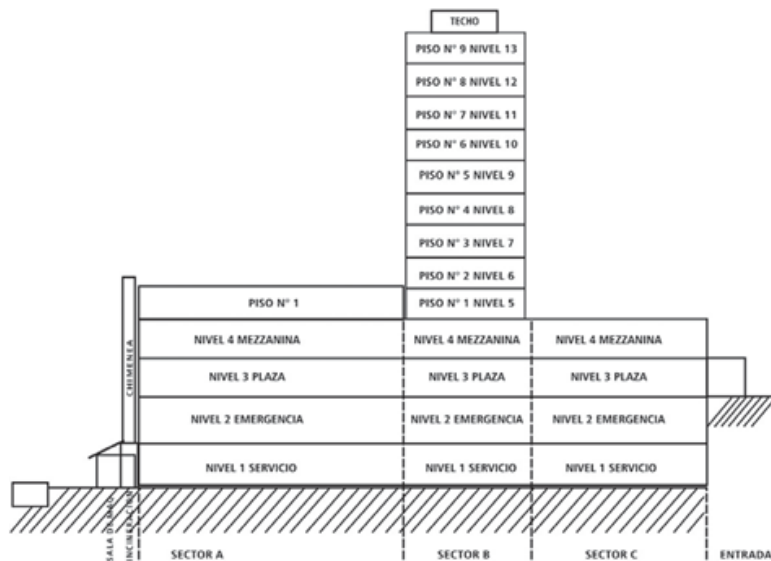 TECHO
PISO N° 9 NIVEL 13
PISO N° 8 NIVEL 12
PISO N° 7 NIVEL 11
PISO N° 6 NIVEL 10
PISO N° 5 NIVEL 9
PISO N° 4 NIVEL 8
PISO N° 3 NIVEL 7
PISO N° 2 NIVEL 6
PISO N° 1 PISO N° 1 NIVEL 5
NIVEL 4 MEZZANINA NIVEL 4 MEZZANINA NIVEL 4 MEZZANINA
CHIMENEA
NIVEL 3 PLAZA NIVEL 3 PLAZA NIVEL 3 PLAZA
NIVEL 2 EMERGENCIA NIVEL 2 EMERGENCIA NIVEL 2 EMERGENCIA
NIVEL 1 SERVICIO NIVEL 1 SERVICIO NIVEL 1 SERVICIO
SALA
INCINERACION
SECTOR A SECTOR B SECTOR C ENTRADA